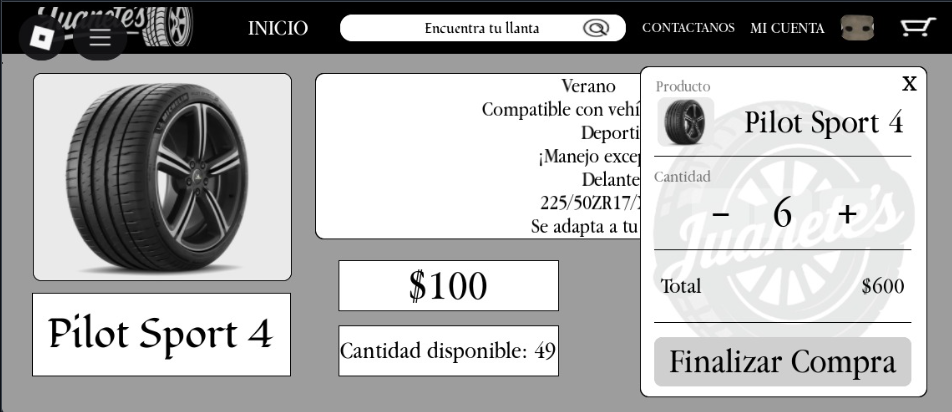 Juanete's
INICIO
Encuentra tu llanta
CONTACTANOS
MI CUENTA
Verano
Compatible con vehí
Deporti
¡Manejo excep
Delante
225/50ZR17/
Se adapta a tu
Pilot Sport 4
$100
Cantidad disponible: 49
X
Producto
Pilot Sport 4
Cantidad
- 6 +
Juanete's
Total $600
Finalizar Compra